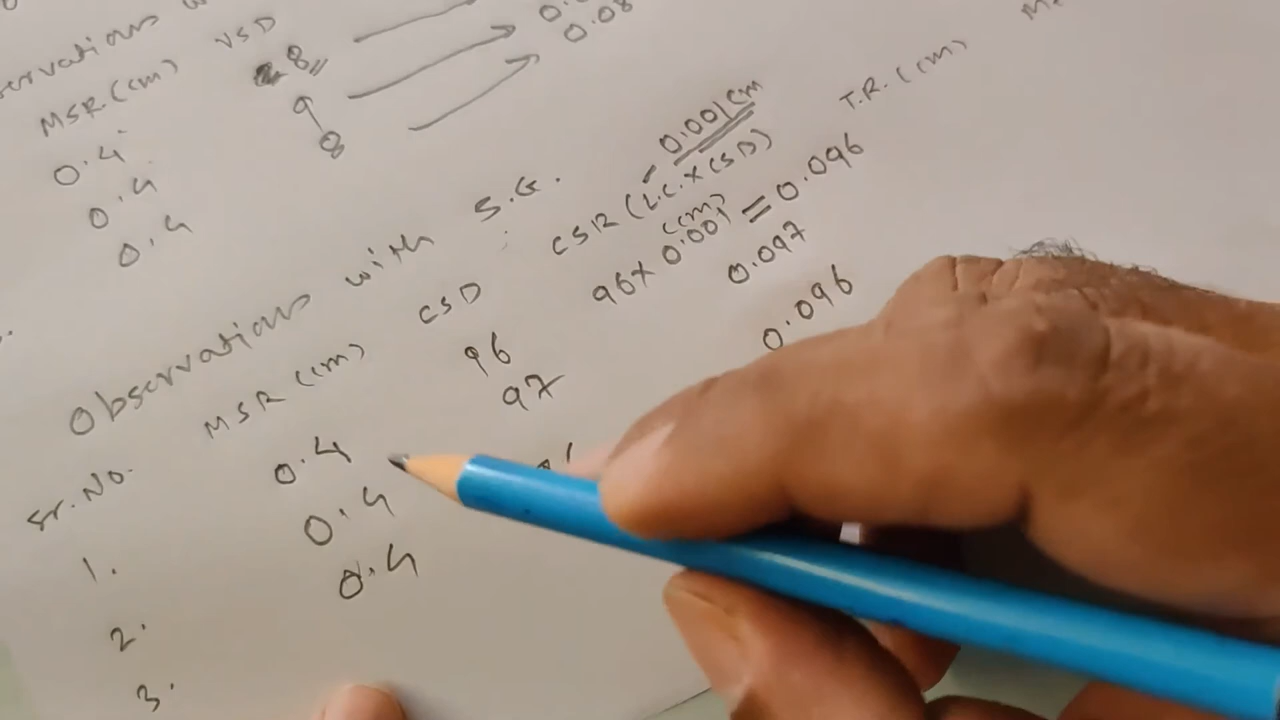 servations
MSR (cm) VSD
0.4 8
0.4 9
0.4 8
0.08
Observations with S.G.
= 0.001 cm
Sr. No. MSR (cm) CSD CSR (L.C. × CSD) (cm) T.R. (cm)
1. 0.4 96 96 × 0.001 = 0.096
2. 0.4 97 0.097
3. 0.4 0.096